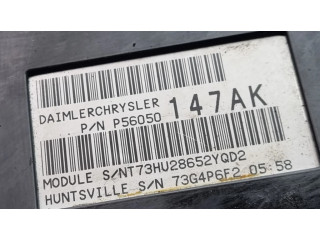 DAIMLERCHRYSLER
P/N P56050 147AK
MODULE S/NT73HU28652YQD2
HUNTSVILLE S/N 73G4P6F2 05:58